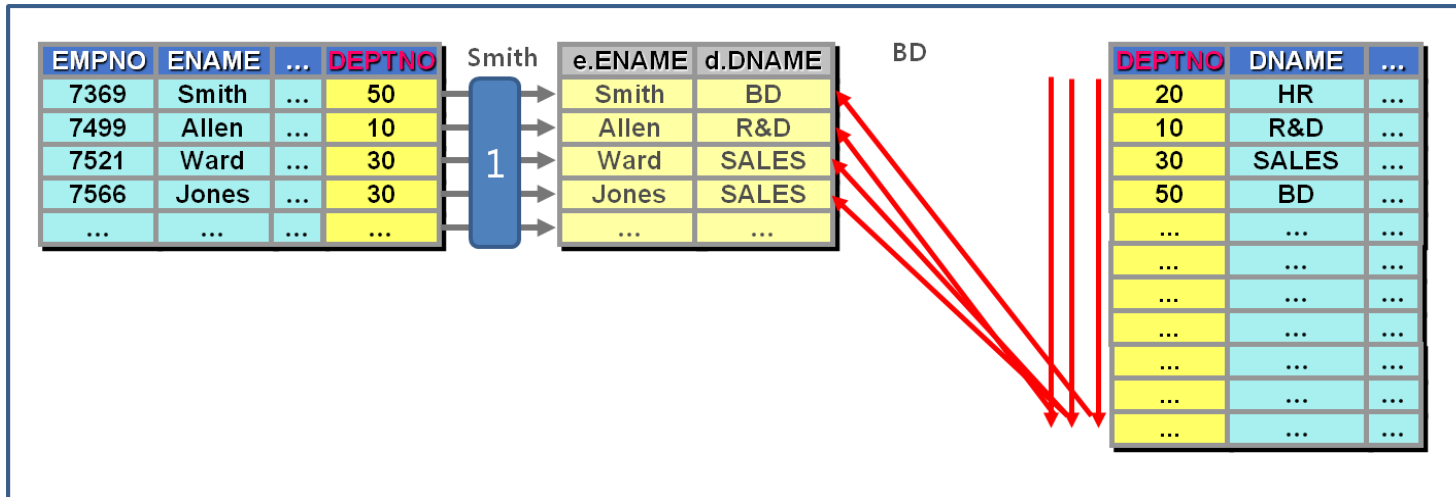 EMPNO ENAME ... DEPTNO
7369 Smith ... 50
7499 Allen ... 10
7521 Ward ... 30
7566 Jones ... 30
... ... ... ...
Smith
1
e.ENAME d.DNAME
Smith BD
Allen R&D
Ward SALES
Jones SALES
... ...
BD
DEPTNO DNAME ...
20 HR ...
10 R&D ...
30 SALES ...
50 BD ...
... ... ...
... ... ...
... ... ...
... ... ...
... ... ...
... ... ...
... ... ...